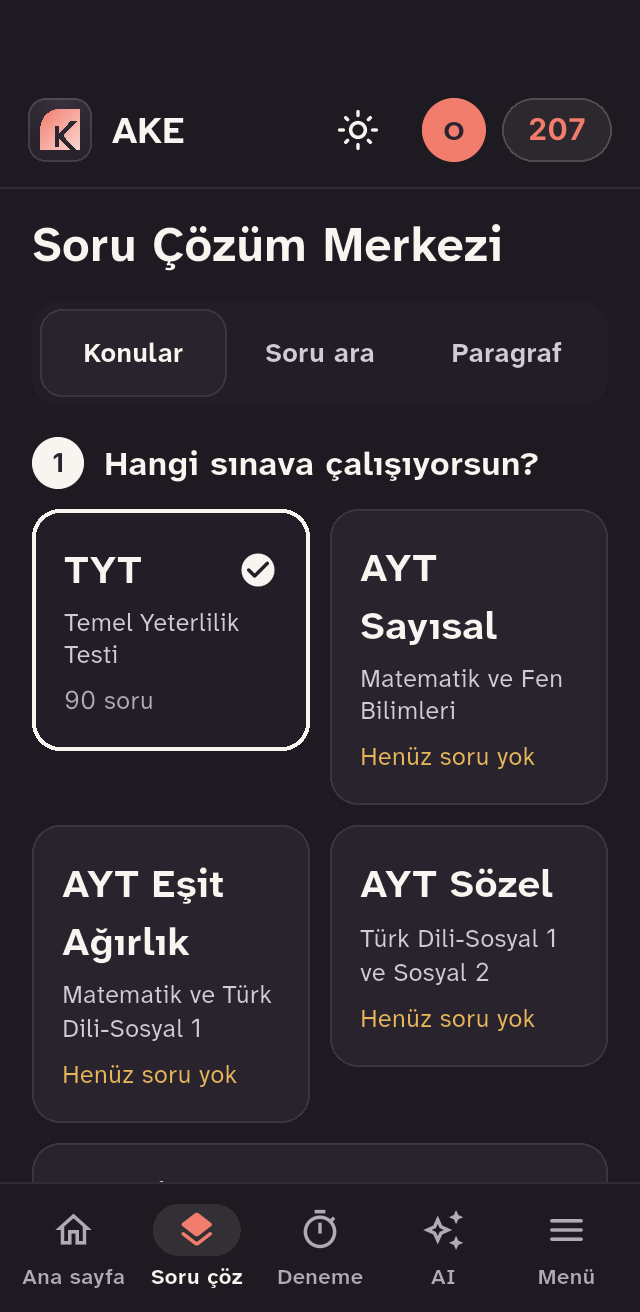 K
AKE
O
207
Soru Çözüm Merkezi
Konular
Soru ara
Paragraf
1
Hangi sınava çalışıyorsun?
TYT
Temel Yeterlilik
Testi
90 soru
AYT
Sayısal
Matematik ve Fen
Bilimleri
Henüz soru yok
AYT Eşit
Ağırlık
Matematik ve Türk
Dili-Sosyal 1
Henüz soru yok
AYT Sözel
Türk Dili-Sosyal 1
ve Sosyal 2
Henüz soru yok
Ana sayfa
Soru çöz
Deneme
AI
Menü